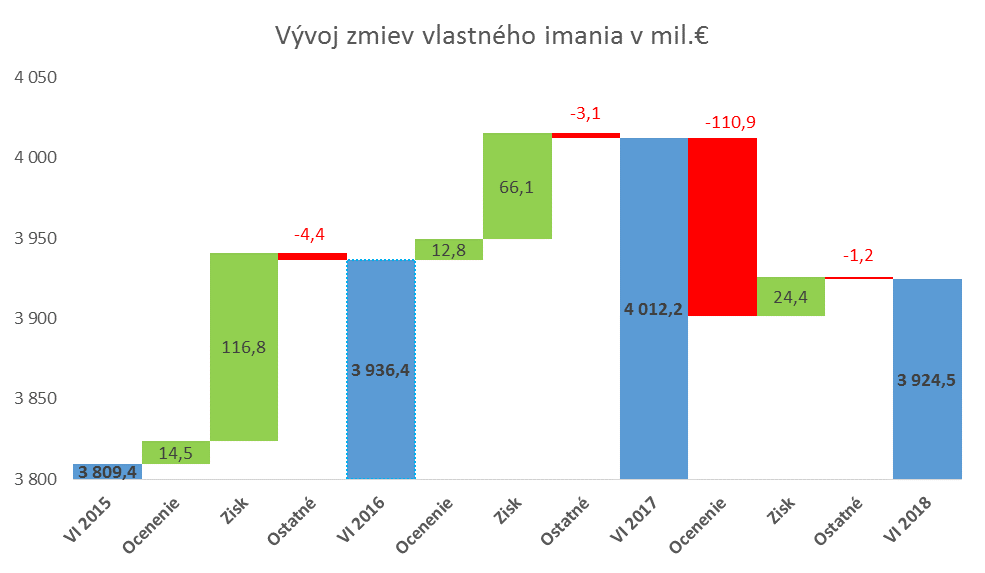 Vývoj zmiev vlastného imania v mil.€
4 050
4 000
3 950
3 900
3 850
3 800
3 809,4
14,5
116,8
-4,4
3 936,4
12,8
66,1
-3,1
4 012,2
-110,9
24,4
-1,2
3 924,5
VI 2015
Ocenenie
Zisk
Ostatné
VI 2016
Ocenenie
Zisk
Ostatné
VI 2017
Ocenenie
Zisk
Ostatné
VI 2018